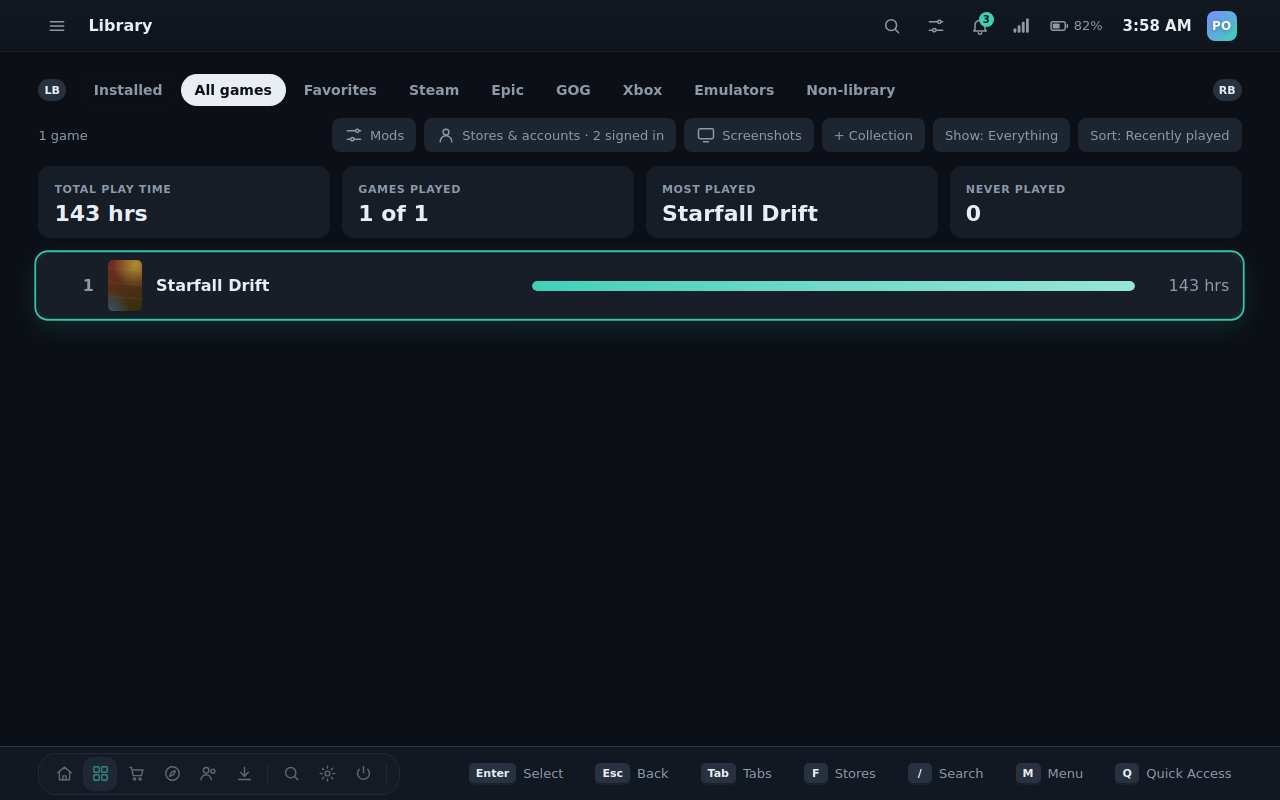 Library
3
82%
3:58 AM
PO
LB
Installed
All games
Favorites
Steam
Epic
GOG
Xbox
Emulators
Non-library
RB
1 game
Mods
Stores & accounts · 2 signed in
Screenshots
+ Collection
Show: Everything
Sort: Recently played
TOTAL PLAY TIME
143 hrs
GAMES PLAYED
1 of 1
MOST PLAYED
Starfall Drift
NEVER PLAYED
0
1
Starfall Drift
143 hrs
Enter Select
Esc Back
Tab Tabs
F Stores
/ Search
M Menu
Q Quick Access